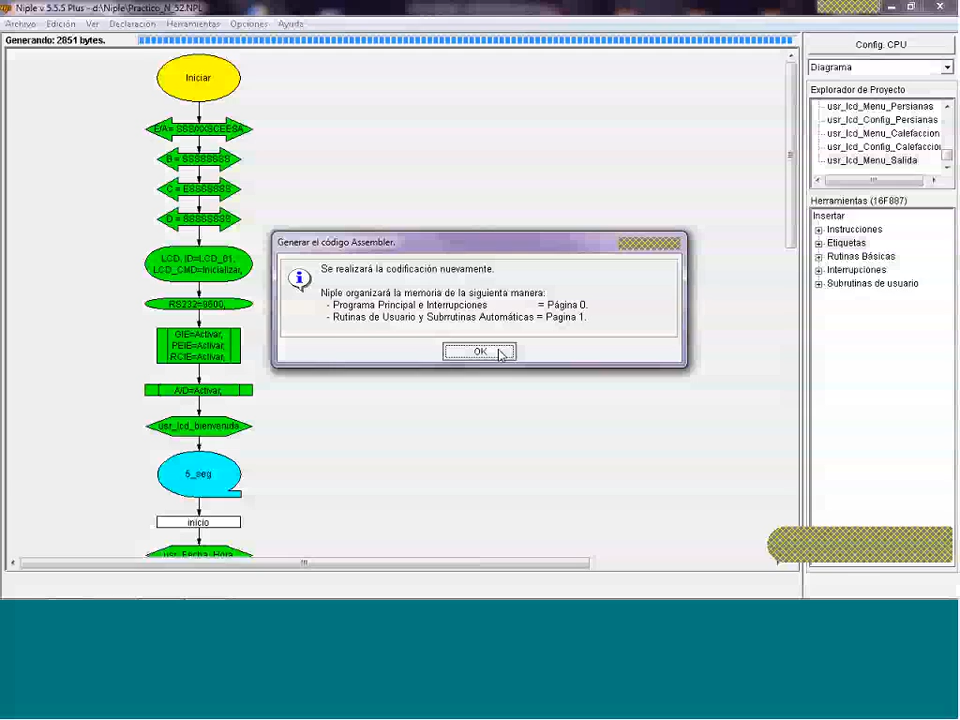 Niple v 5.5.5 Plus - d:\Niple\Practico_N_52.NPL
Archivo Edición Ver Declaración Herramientas Opciones Ayuda
Generando: 2851 bytes.
Config. CPU
Diagrama
Explorador de Proyecto
usr_lcd_Menu_Persianas
usr_lcd_Config_Persianas
usr_lcd_Menu_Calefaccion
usr_lcd_Config_Calefaccio
usr_lcd_Menu_Salida
Herramientas (16F887)
Insertar
Instrucciones
Etiquetas
Rutinas Básicas
Interrupciones
Subrutinas de usuario
Iniciar
B = SSSSSSSS
C = ESSSSSSS
D = SSSSSSSS
LCD, ID=LCD_01,
LCD_CMD=Inicializar,
RS232=9600,
GIE=Activar,
PEIE=Activar,
RCIE=Activar,
A/D=Activar,
usr_lcd_bienvenida
5_seg
inicio
usr_Fecha_Hora
Generar el código Assembler.
Se realizará la codificación nuevamente.
Niple organizará la memoria de la siguienta manera:
- Programa Principal e Interrupciones = Página 0.
- Rutinas de Usuario y Subrrutinas Automáticas = Pagina 1.
OK